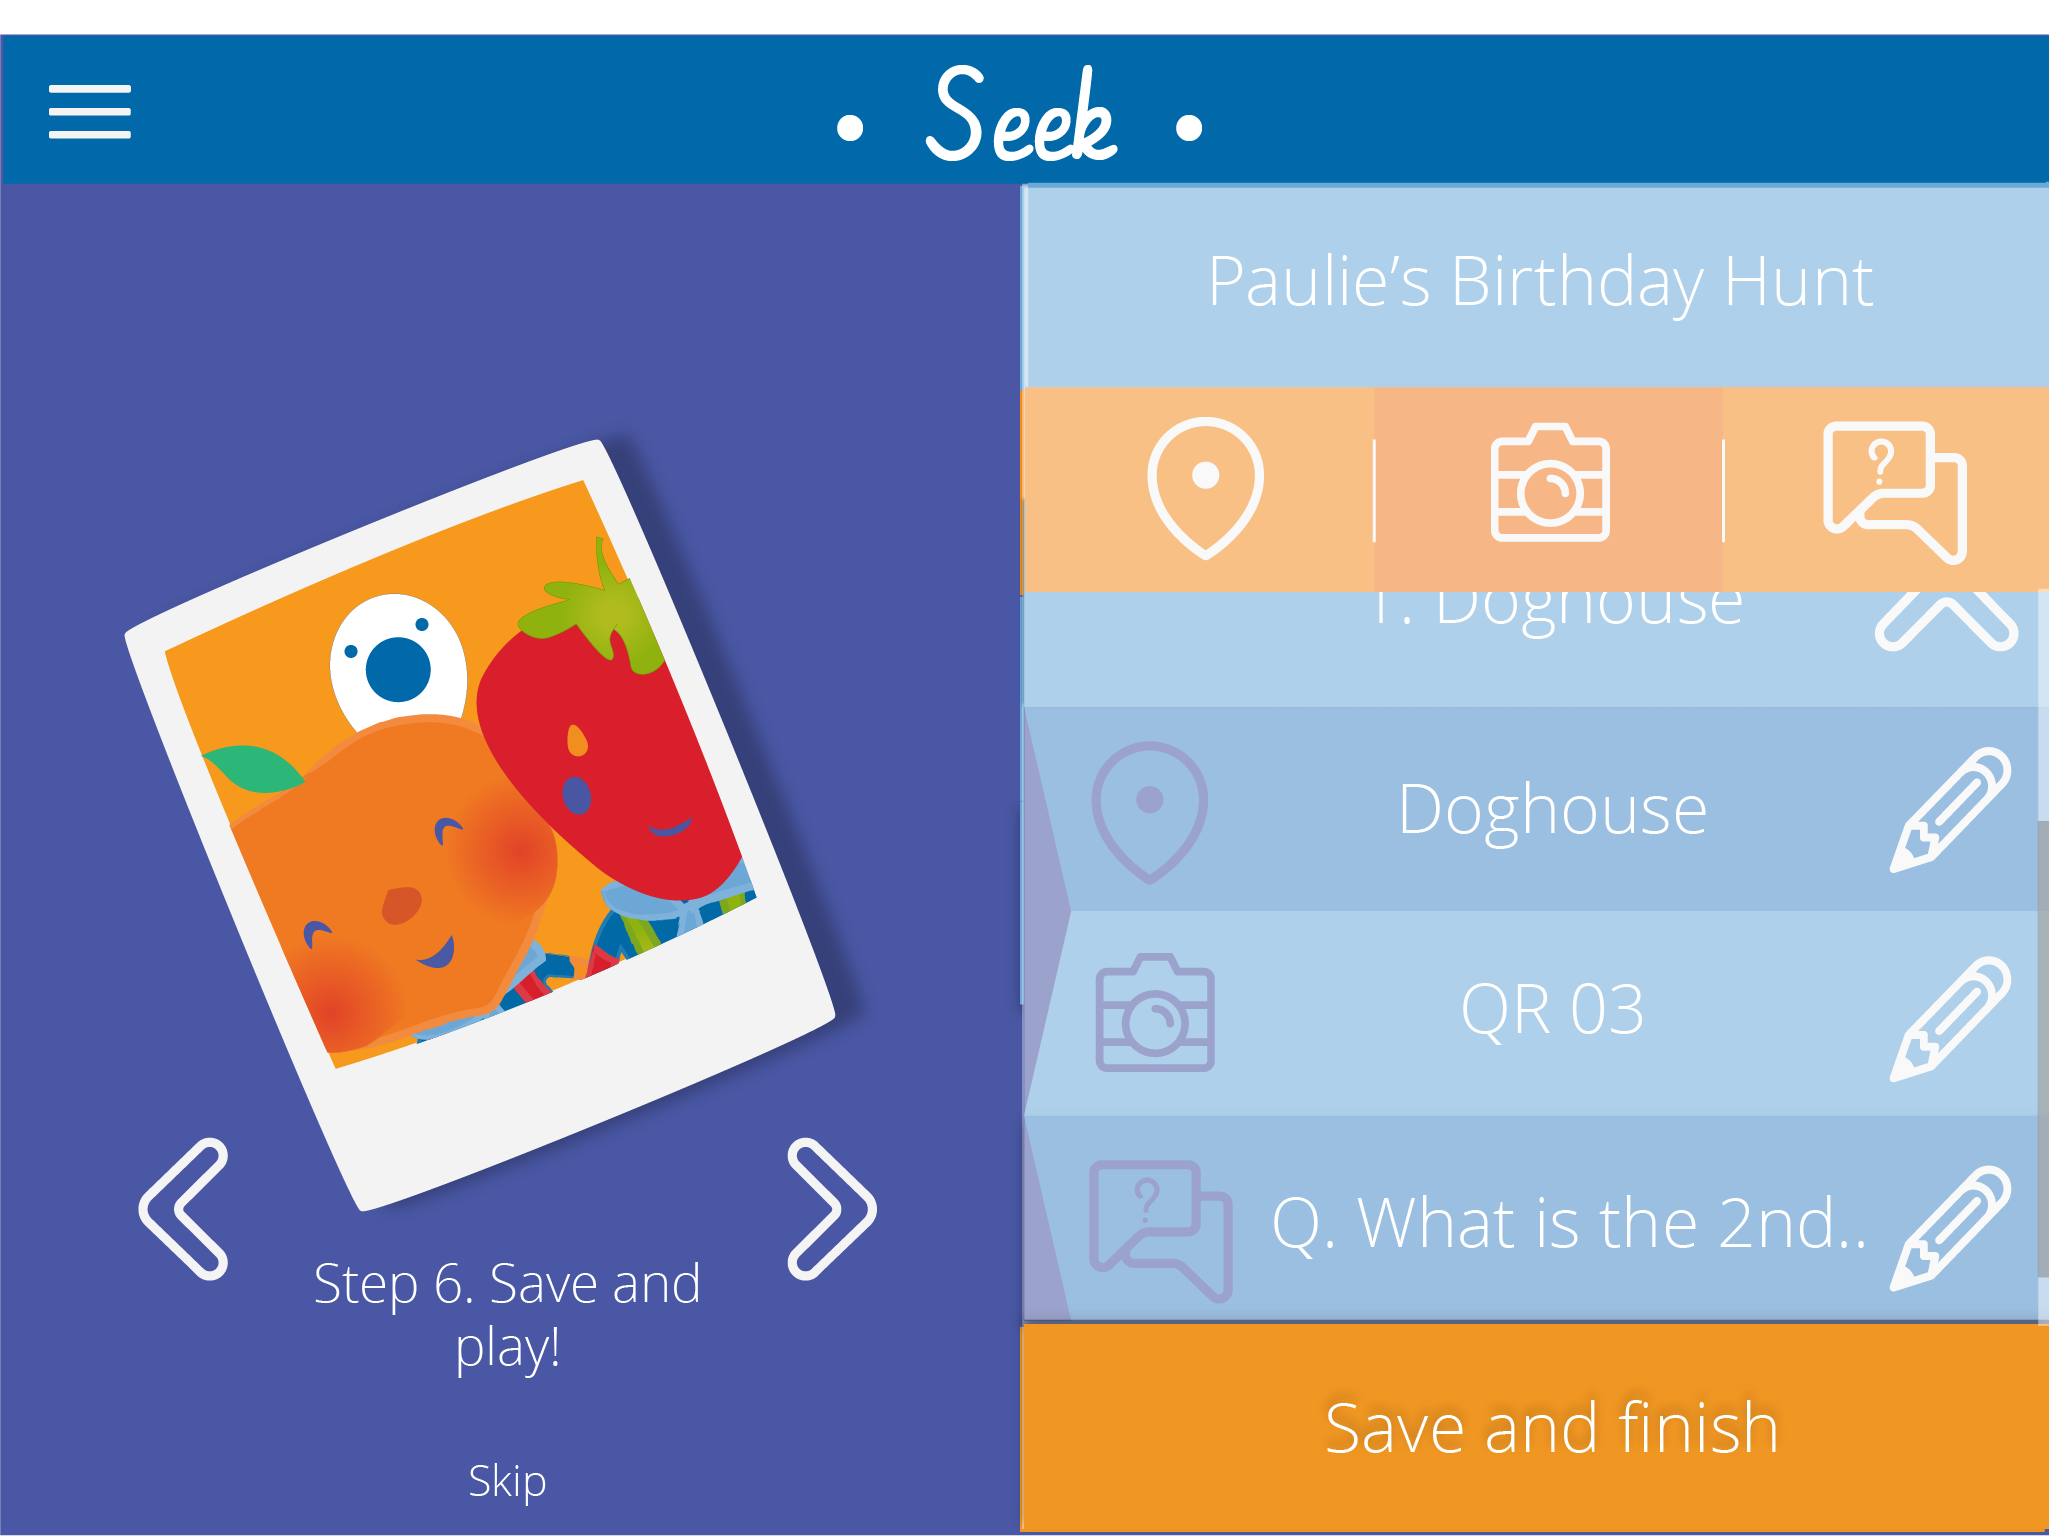 Seek
Paulie's Birthday Hunt
1. Doghouse
Doghouse
QR 03
Q. What is the 2nd..
Save and finish
Step 6. Save and
play!
Skip